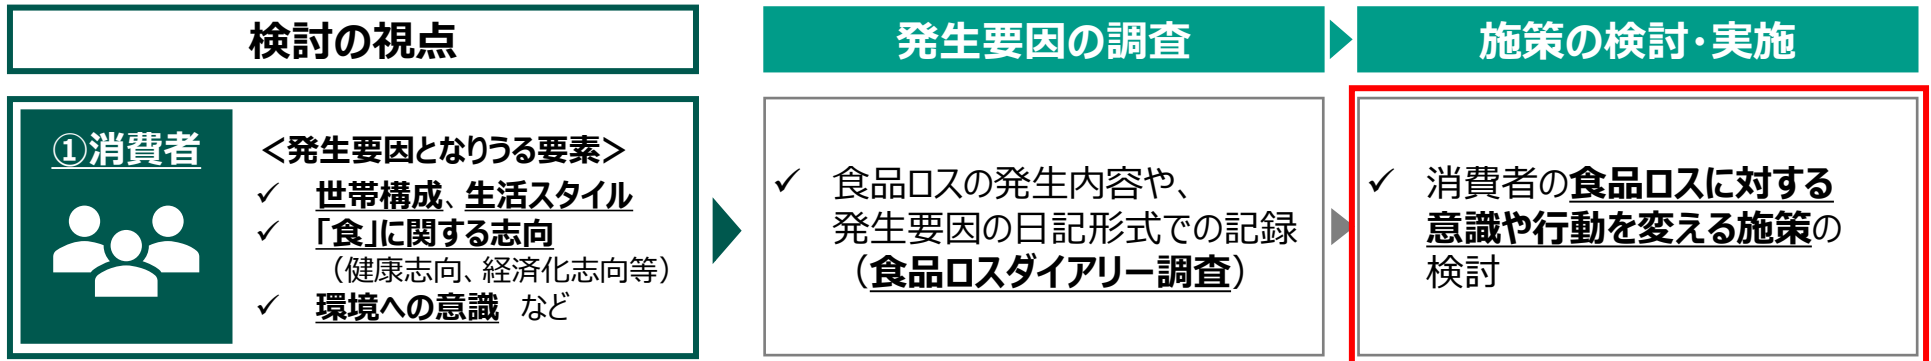 検討の視点
発生要因の調査
施策の検討・実施
①消費者
＜発生要因となりうる要素＞
✓ 世帯構成、生活スタイル
✓ 「食」に関する志向
（健康志向、経済化志向等）
✓ 環境への意識 など
✓ 食品ロスの発生内容や、
発生要因の日記形式での記録
（食品ロスダイアリー調査）
✓ 消費者の食品ロスに対する
意識や行動を変える施策の
検討